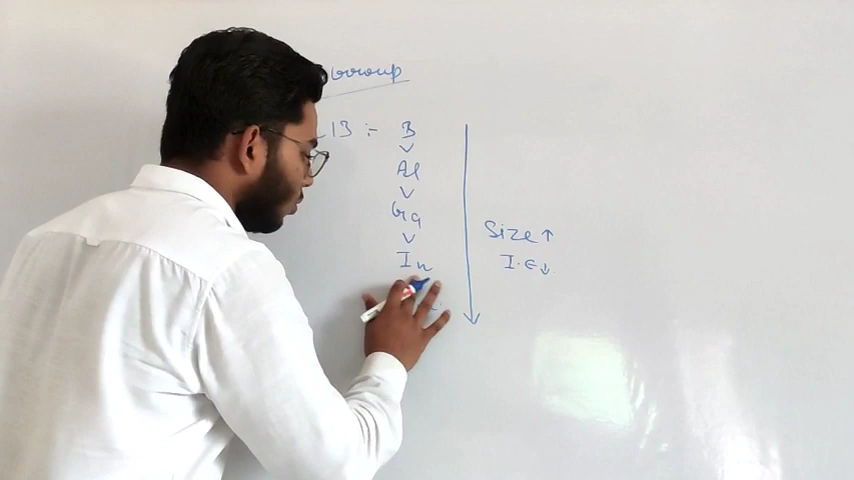 Group
13 :- B
v
Al
v
Ga
v
In
Size ↑
I.E ↓